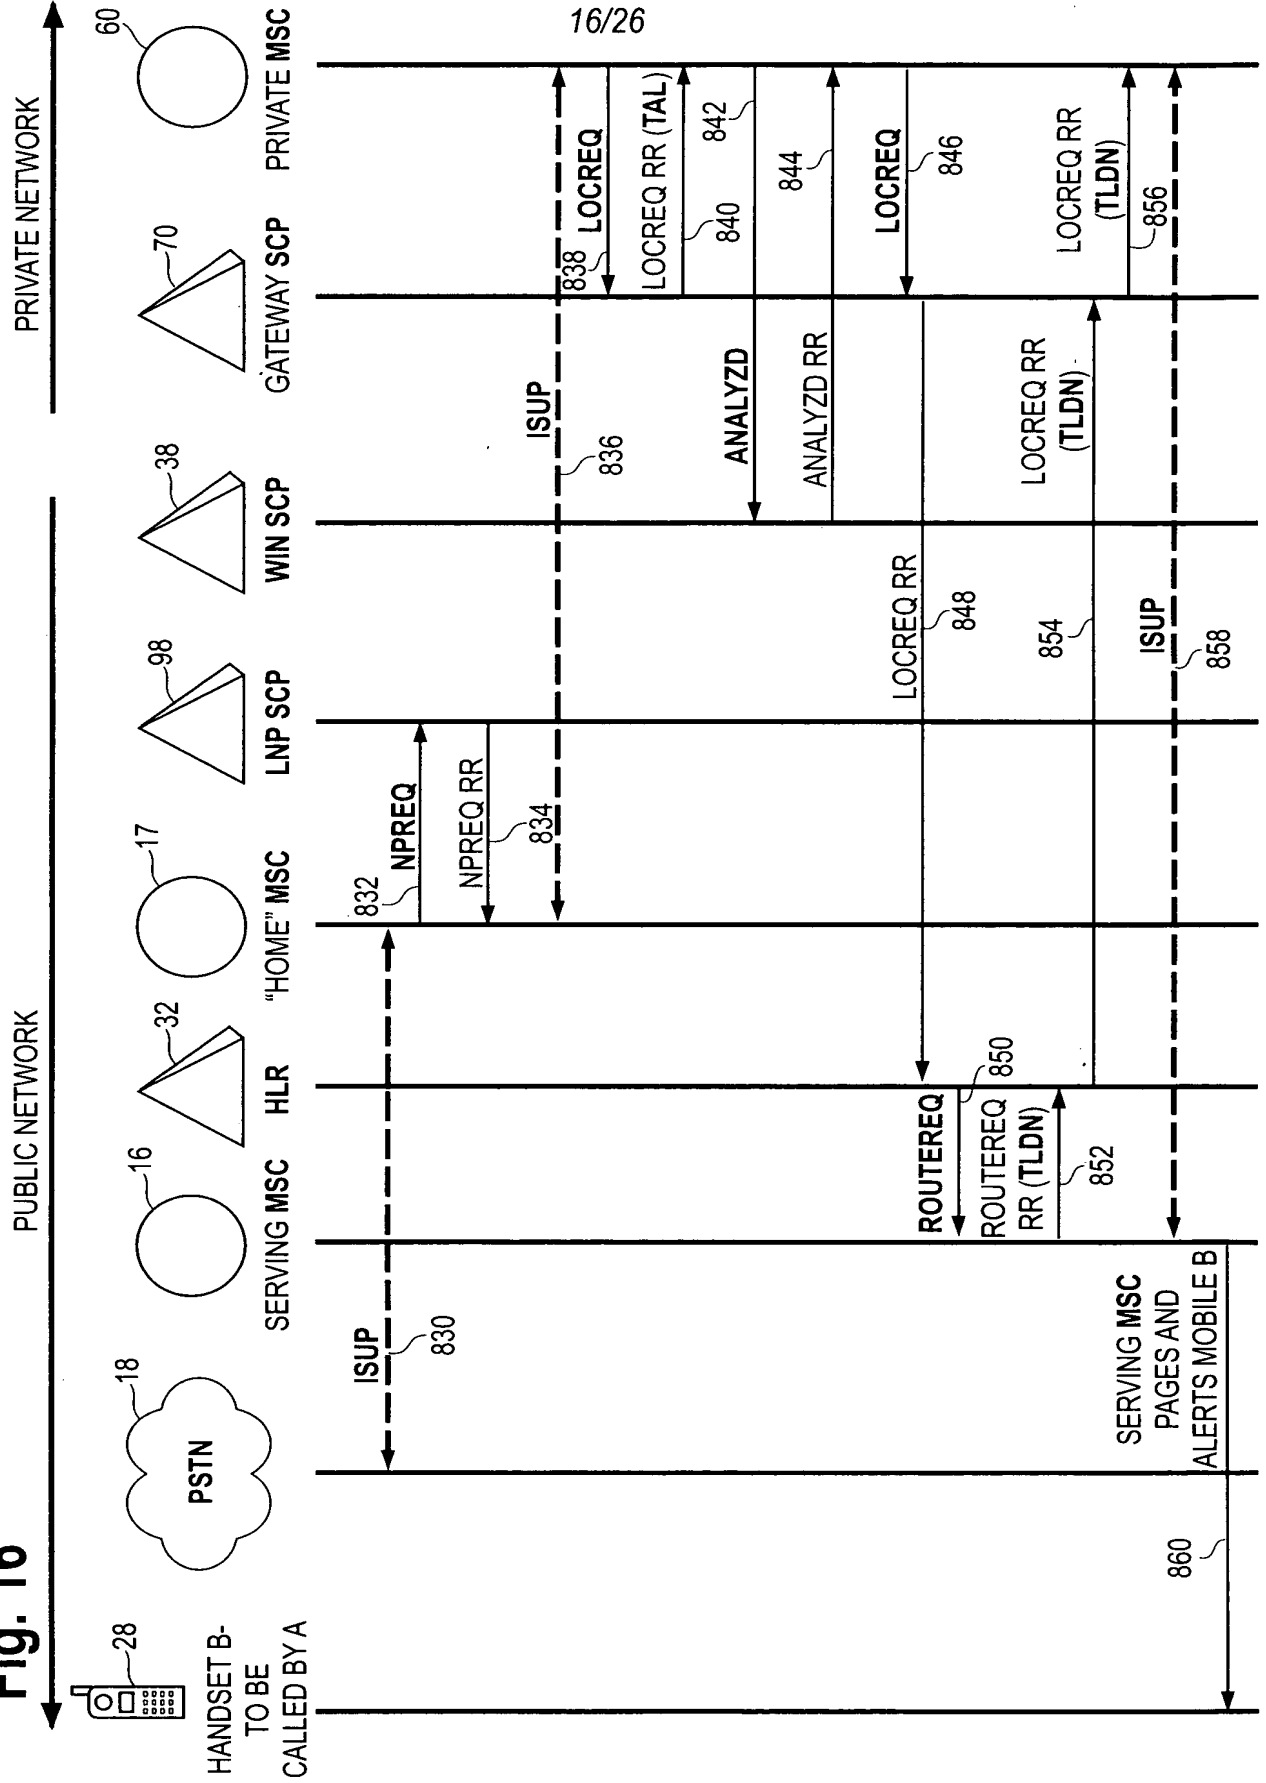 16/26
Fig. 16
PUBLIC NETWORK
PRIVATE NETWORK
28
HANDSET B-
TO BE
CALLED BY A
18
PSTN
16
SERVING MSC
32
HLR
17
"HOME" MSC
98
LNP SCP
38
WIN SCP
70
GATEWAY SCP
60
PRIVATE MSC
ISUP
830
832
NPREQ
NPREQ RR
834
ISUP
836
838
LOCREQ
LOCREQ RR (TAL)
840
ANALYZD
842
ANALYZD RR
844
LOCREQ
846
LOCREQ RR
848
ROUTEREQ
850
ROUTEREQ
RR (TLDN)
852
LOCREQ RR
(TLDN)
854
LOCREQ RR
(TLDN)
856
ISUP
858
SERVING MSC
PAGES AND
ALERTS MOBILE B
860